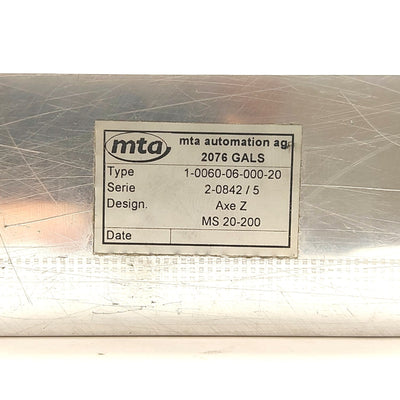 mta mta automation ag.
2076 GALS
Type 1-0060-06-000-20
Serie 2-0842 / 5
Design. Axe Z
MS 20-200
Date